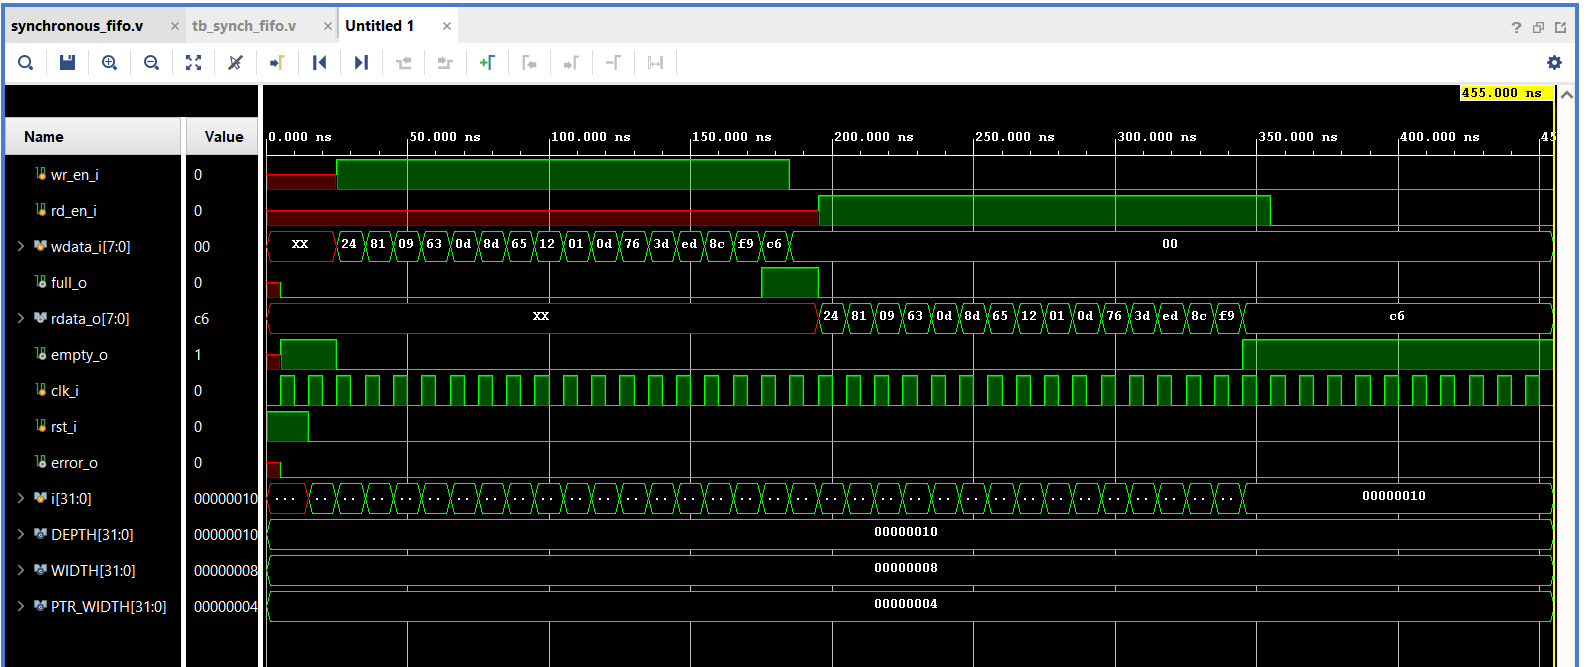 synchronous_fifo.v × tb_synch_fifo.v × Untitled 1 ×
455.000 ns
Name Value 0.000 ns 50.000 ns 100.000 ns 150.000 ns 200.000 ns 250.000 ns 300.000 ns 350.000 ns 400.000 ns 45
wr_en_i 0
rd_en_i 0
wdata_i[7:0] 00 XX 24 81 09 63 0d 8d 65 12 01 0d 76 3d ed 8c f9 c6 00
full_o 0
rdata_o[7:0] c6 XX 24 81 09 63 0d 8d 65 12 01 0d 76 3d ed 8c f9 c6
empty_o 1
clk_i 0
rst_i 0
error_o 0
i[31:0] 00000010 ... .. .. .. .. .. .. .. .. .. .. .. .. .. .. .. .. .. .. .. .. .. .. .. .. .. .. .. .. .. .. .. .. .. 00000010
DEPTH[31:0] 00000010 00000010
WIDTH[31:0] 00000008 00000008
PTR_WIDTH[31:0] 00000004 00000004